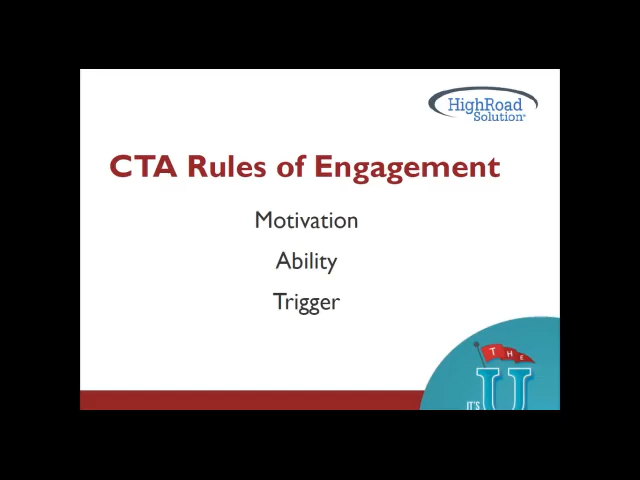 HighRoad
Solution
CTA Rules of Engagement
Motivation
Ability
Trigger
THE
U
IT'S